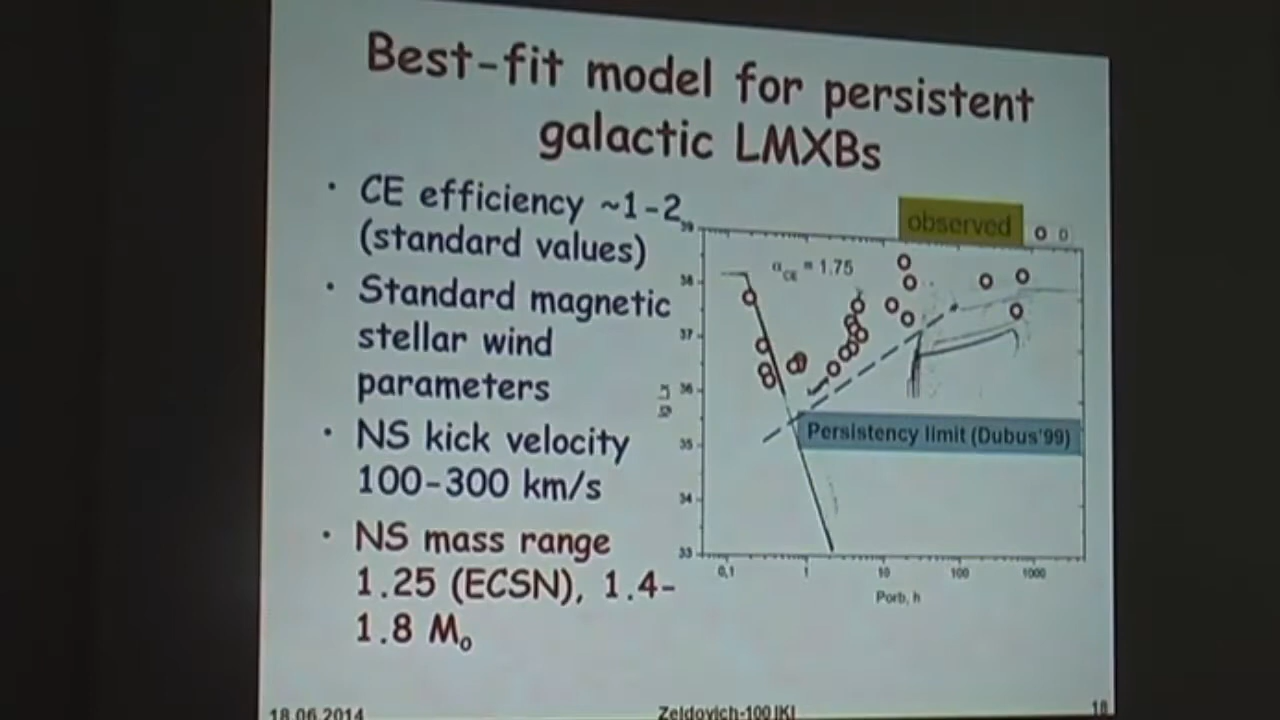 Best-fit model for persistent
galactic LMXBs
• CE efficiency ~1-2
(standard values)
• Standard magnetic
stellar wind
parameters
• NS kick velocity
100-300 km/s
• NS mass range
1.25 (ECSN), 1.4-
1.8 M₀
observed
α_CE = 1.75
39
38
37
36
35
34
33
Persistency limit (Dubus'99)
0,1 1 10 100 1000
Porb, h
18.06.2014 Zeldovich-100 IKI 18